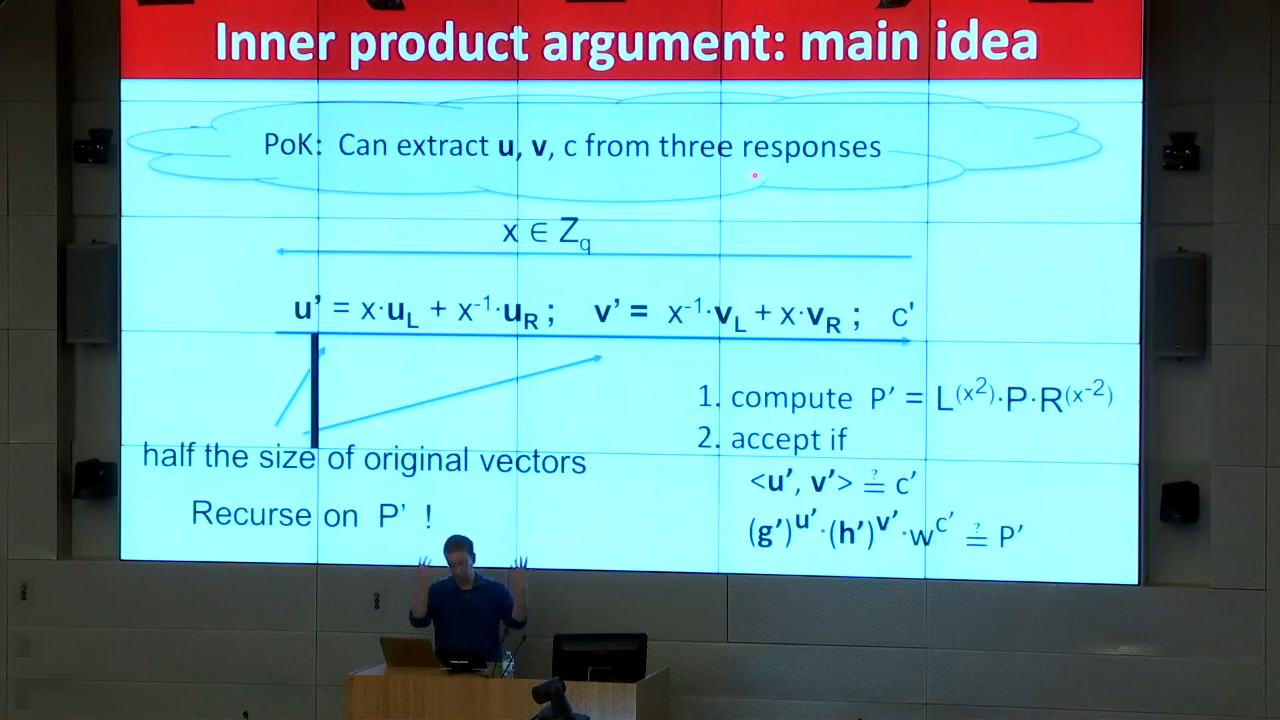 Inner product argument: main idea
PoK: Can extract u, v, c from three responses
x ∈ Z_q
u' = x·u_L + x⁻¹·u_R ; v' = x⁻¹·v_L + x·v_R ; c'
1. compute P' = L^(x²)·P·R^(x⁻²)
2. accept if
<u', v'> ≟ c'
(g')^u'·(h')^v'·w^c' ≟ P'
half the size of original vectors
Recurse on P' !